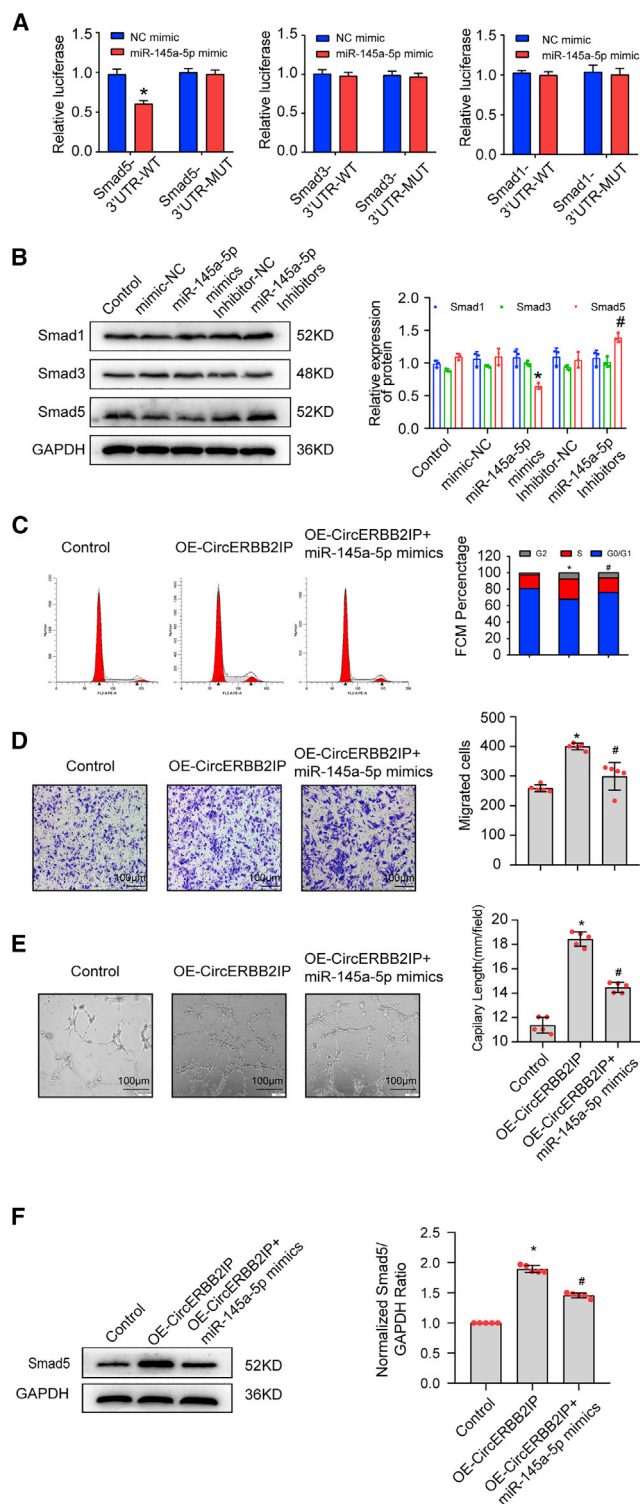 A
NC mimic
miR-145a-5p mimic
Relative luciferase
1.5
1.0
0.5
0.0
*
Smad5-
3'UTR-WT
Smad5-
3'UTR-MUT
NC mimic
miR-145a-5p mimic
Relative luciferase
1.5
1.0
0.5
0.0
Smad3-
3'UTR-WT
Smad3-
3'UTR-MUT
NC mimic
miR-145a-5p mimic
Relative luciferase
1.5
1.0
0.5
0.0
Smad1-
3'UTR-WT
Smad1-
3'UTR-MUT
B
Control
mimic-NC
miR-145a-5p
mimics
Inhibitor-NC
miR-145a-5p
Inhibitors
Smad1
52KD
Smad3
48KD
Smad5
52KD
GAPDH
36KD
Smad1
Smad3
Smad5
Relative expression
of protein
2.0
1.5
1.0
0.5
0.0
*
#
Control
mimic-NC
miR-145a-5p
mimics
Inhibitor-NC
miR-145a-5p
Inhibitors
C
Control
OE-CircERBB2IP
OE-CircERBB2IP+
miR-145a-5p mimics
G2
S
G0/G1
FCM Percenctage
100
80
60
40
20
0
*
#
D
Control
OE-CircERBB2IP
OE-CircERBB2IP+
miR-145a-5p mimics
100μm
100μm
100μm
Migrated cells
500
400
300
200
100
0
*
#
E
Control
OE-CircERBB2IP
OE-CircERBB2IP+
miR-145a-5p mimics
100μm
100μm
100μm
Capilary Length(mm/field)
18
16
14
12
10
*
#
Control
OE-CircERBB2IP
OE-CircERBB2IP+
miR-145a-5p mimics
F
Control
OE-CircERBB2IP
OE-CircERBB2IP+
miR-145a-5p mimics
Smad5
52KD
GAPDH
36KD
Normalized Smad5/
GAPDH Ratio
2.5
2.0
1.5
1.0
0.5
0.0
*
#
Control
OE-CircERBB2IP
OE-CircERBB2IP+
miR-145a-5p mimics